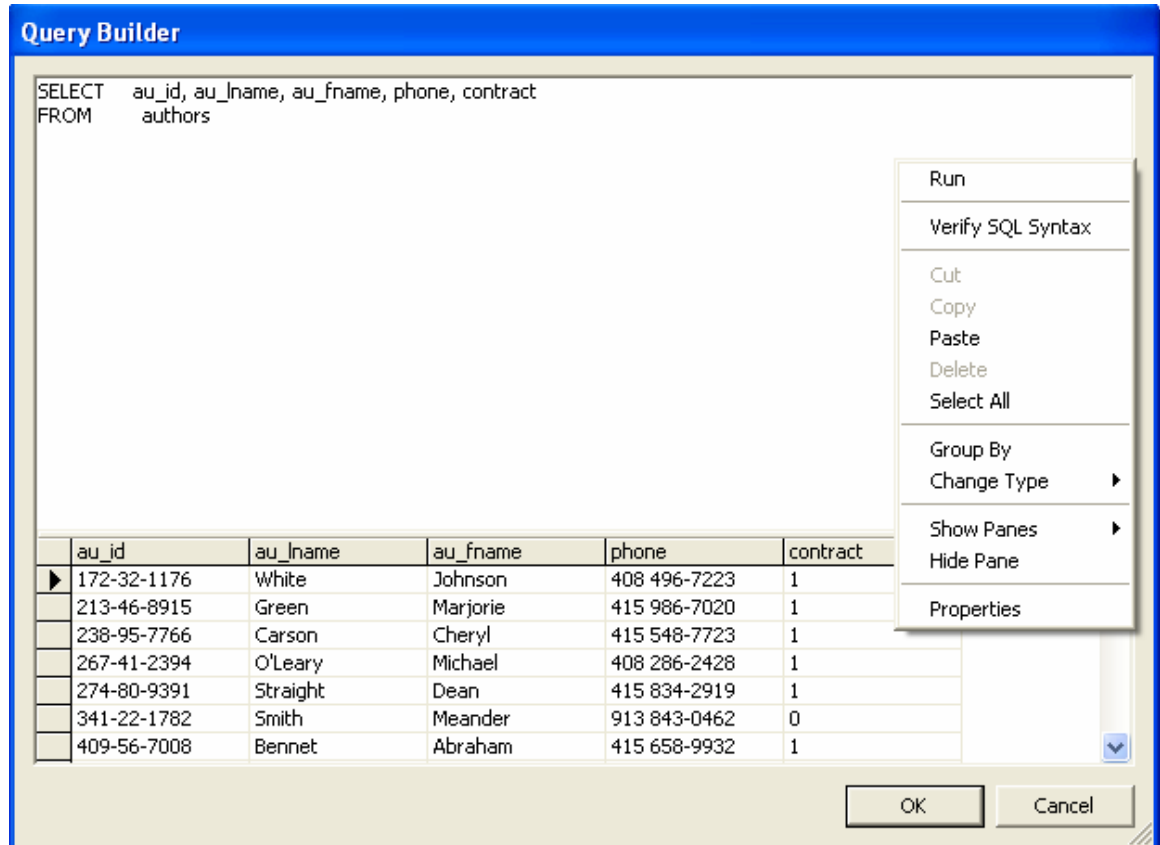 Query Builder
SELECT au_id, au_lname, au_fname, phone, contract
FROM authors
Run
Verify SQL Syntax
Cut
Copy
Paste
Delete
Select All
Group By
Change Type
Show Panes
Hide Pane
Properties
au_id au_lname au_fname phone contract
172-32-1176 White Johnson 408 496-7223 1
213-46-8915 Green Marjorie 415 986-7020 1
238-95-7766 Carson Cheryl 415 548-7723 1
267-41-2394 O'Leary Michael 408 286-2428 1
274-80-9391 Straight Dean 415 834-2919 1
341-22-1782 Smith Meander 913 843-0462 0
409-56-7008 Bennet Abraham 415 658-9932 1
OK Cancel